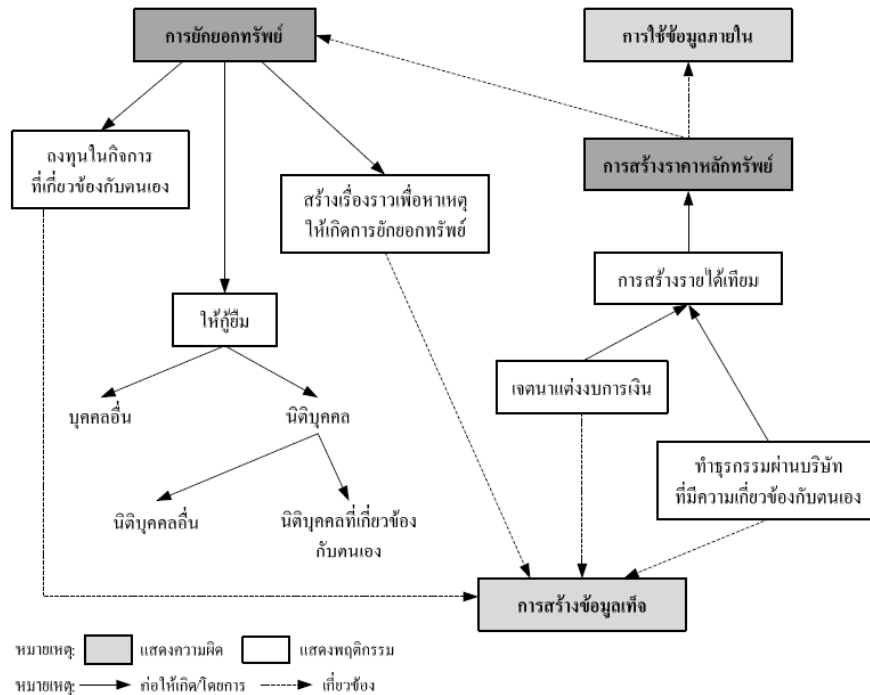 การยักยอกทรัพย์
การใช้ข้อมูลภายใน
ลงทุนในกิจการ
ที่เกี่ยวข้องกับตนเอง
การสร้างราคาหลักทรัพย์
สร้างเรื่องราวเพื่อหาเหตุ
ให้เกิดการยักยอกทรัพย์
การสร้างรายได้เทียม
ให้กู้ยืม
เจตนาแต่งงบการเงิน
บุคคลอื่น
นิติบุคคล
ทำธุรกรรมผ่านบริษัท
ที่มีความเกี่ยวข้องกับตนเอง
นิติบุคคลอื่น
นิติบุคคลที่เกี่ยวข้อง
กับตนเอง
การสร้างข้อมูลเท็จ
หมายเหตุ: แสดงความผิด แสดงพฤติกรรม
หมายเหตุ: ก่อให้เกิด/โดยการ เกี่ยวข้อง